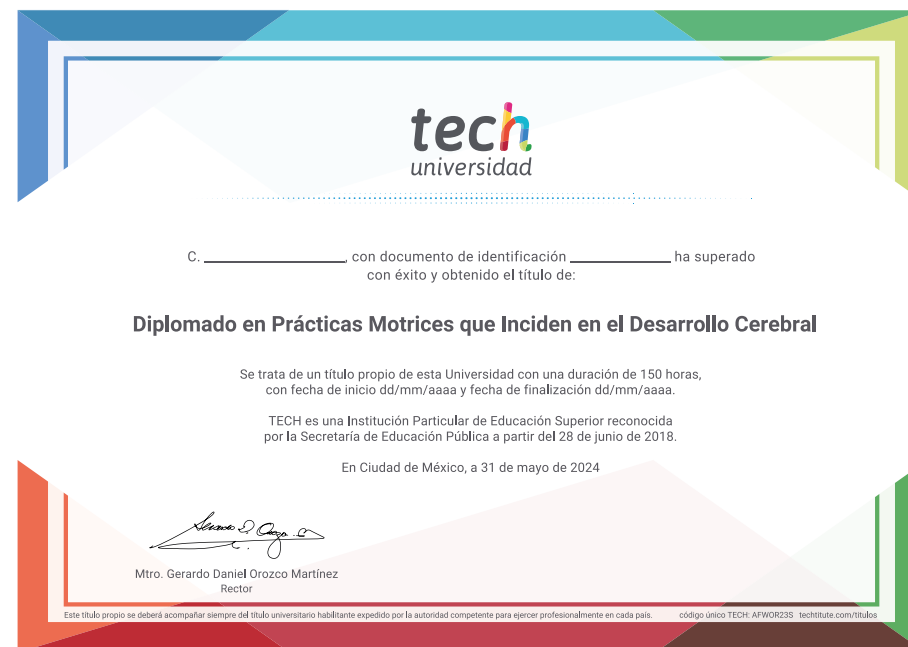 tech
universidad
C. ____________, con documento de identificación ____________ ha superado
con éxito y obtenido el título de:
Diplomado en Prácticas Motrices que Inciden en el Desarrollo Cerebral
Se trata de un título propio de esta Universidad con una duración de 150 horas,
con fecha de inicio dd/mm/aaaa y fecha de finalización dd/mm/aaaa.
TECH es una Institución Particular de Educación Superior reconocida
por la Secretaría de Educación Pública a partir del 28 de junio de 2018.
En Ciudad de México, a 31 de mayo de 2024
Mtro. Gerardo Daniel Orozco Martínez
Rector
Este título propio se deberá acompañar siempre del título universitario habilitante expedido por la autoridad competente para ejercer profesionalmente en cada país. código único TECH: AFWOR23S techtitute.com/titulos